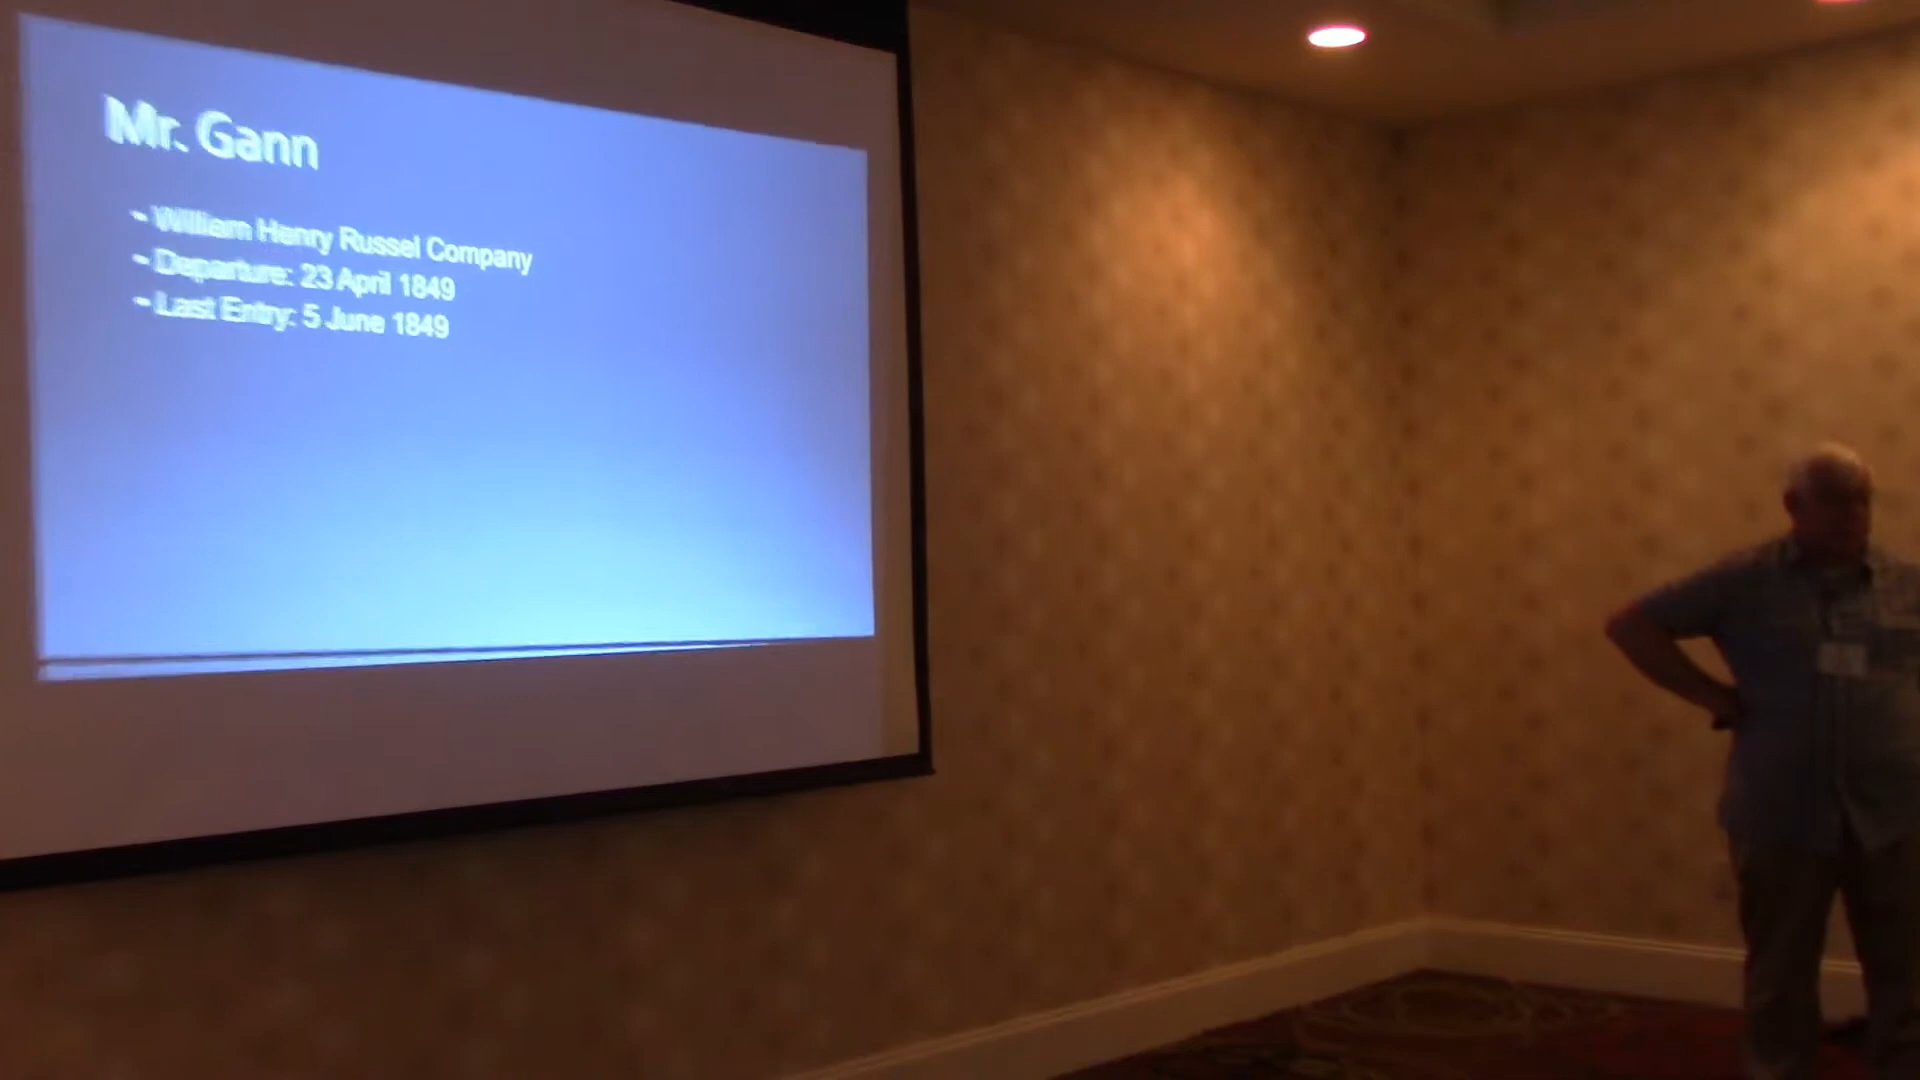 Mr. Gann
- William Henry Russel Company
- Departure: 23 April 1849
- Last Entry: 5 June 1849